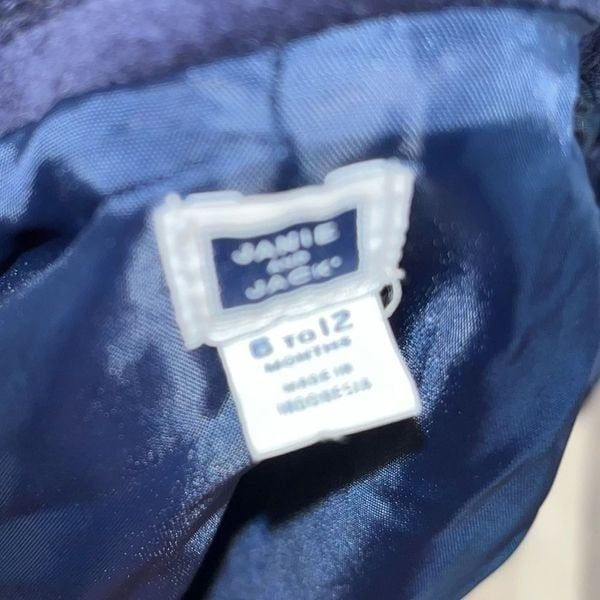 JANIE
AND
JACK®
6 TO 12
MONTHS
MADE IN
INDONESIA